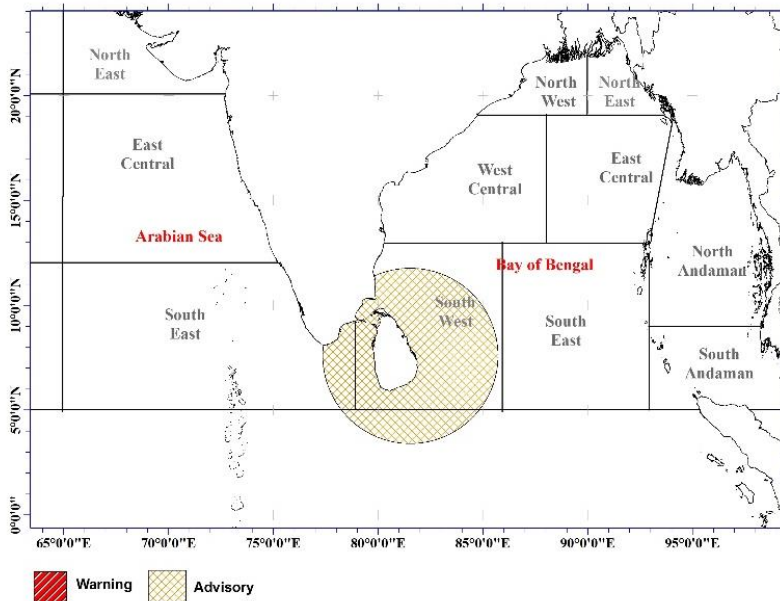 North
East
North
West
North
East
20°0'0"N
East
Central
West
Central
East
Central
15°0'0"N
Arabian Sea
Bay of Bengal
North
Andaman
10°0'0"N
South
East
South
West
South
East
South
Andaman
5°0'0"N
0°0'0"
65°0'0"E 70°0'0"E 75°0'0"E 80°0'0"E 85°0'0"E 90°0'0"E 95°0'0"E
Warning Advisory